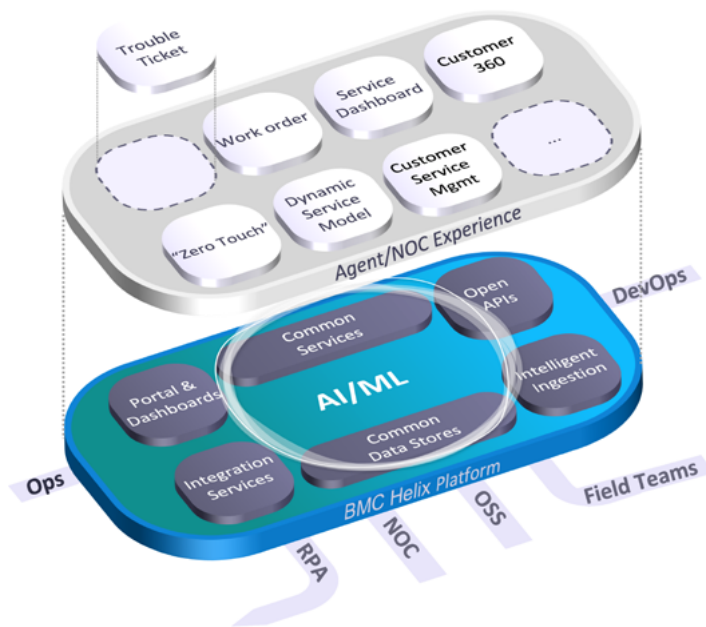 Trouble
Ticket
Customer
360
Service
Dashboard
Work order
...
Customer
Service
Mgmt
Dynamic
Service
Model
"Zero Touch"
Agent/NOC Experience
DevOps
Open
APIs
Common
Services
Intelligent
Ingestion
AI/ML
Portal &
Dashboards
Common
Data Stores
Integration
Services
BMC Helix Platform
Ops
Field Teams
OSS
NOC
RPA